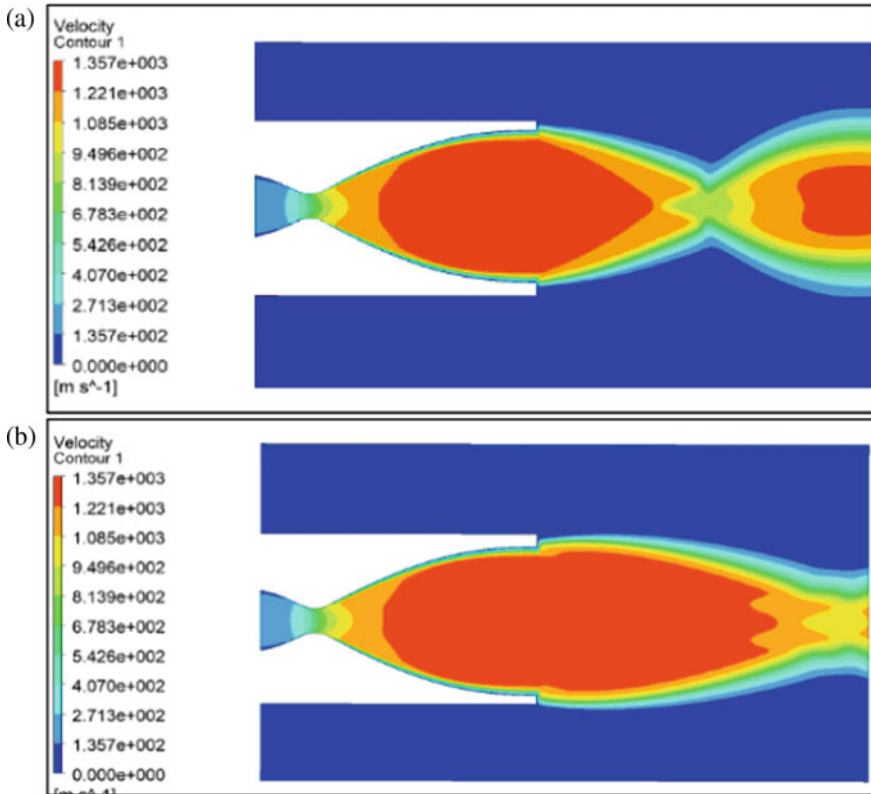 (a)
Velocity
Contour 1
1.357e+003
1.221e+003
1.085e+003
9.496e+002
8.139e+002
6.783e+002
5.426e+002
4.070e+002
2.713e+002
1.357e+002
0.000e+000
[m s^-1]
(b)
Velocity
Contour 1
1.357e+003
1.221e+003
1.085e+003
9.496e+002
8.139e+002
6.783e+002
5.426e+002
4.070e+002
2.713e+002
1.357e+002
0.000e+000